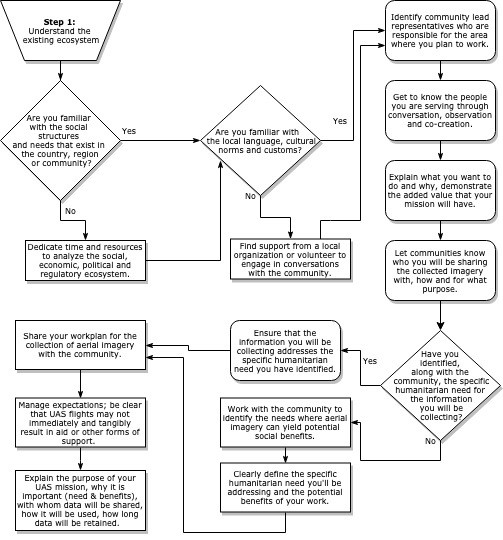 Step 1:
Understand the
existing ecosystem
Are you familiar
with the social
structures
and needs that exist in
the country, region
or community?
Yes
No
Dedicate time and resources
to analyze the social,
economic, political and
regulatory ecosystem.
Are you familiar with
the local language, cultural
norms and customs?
Yes
No
Find support from a local
organization or volunteer to
engage in conversations
with the community.
Identify community lead
representatives who are
responsible for the area
where you plan to work.
Get to know the people
you are serving through
conversation, observation
and co-creation.
Explain what you want to
do and why, demonstrate
the added value that your
mission will have.
Let communities know
who you will be sharing
the collected imagery
with, how and for what
purpose.
Have you
identified,
along with the
community, the specific
humanitarian need for
the information
you will be
collecting?
Yes
No
Ensure that the
information you will be
collecting addresses the
specific humanitarian
need you have identified.
Work with the community to
identify the needs where aerial
imagery can yield potential
social benefits.
Clearly define the specific
humanitarian need you'll be
addressing and the potential
benefits of your work.
Share your workplan for the
collection of aerial imagery
with the community.
Manage expectations; be clear
that UAS flights may not
immediately and tangibly
result in aid or other forms of
support.
Explain the purpose of your
UAS mission, why it is
important (need & benefits),
with whom data will be shared,
how it will be used, how long
data will be retained.